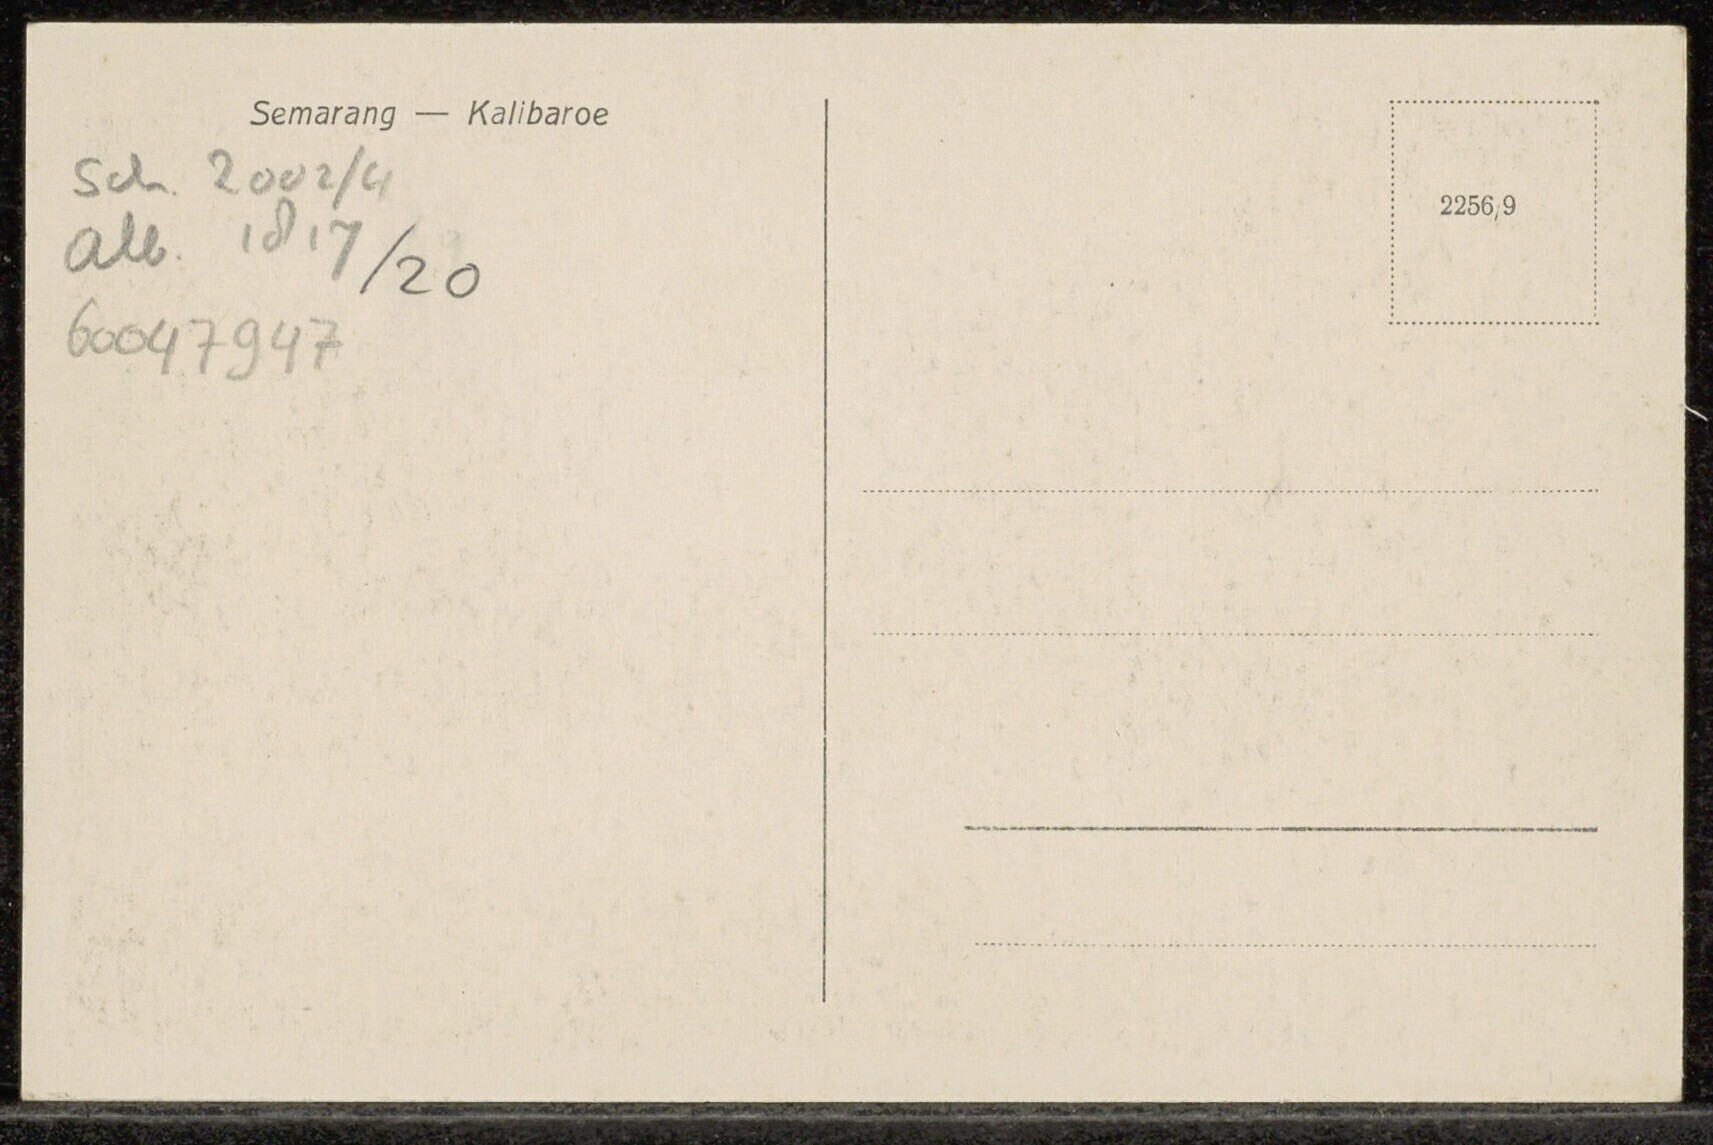 Semarang — Kalibaroe
Sch. 2002/4
Alb. 1817/20
60047947
2256,9